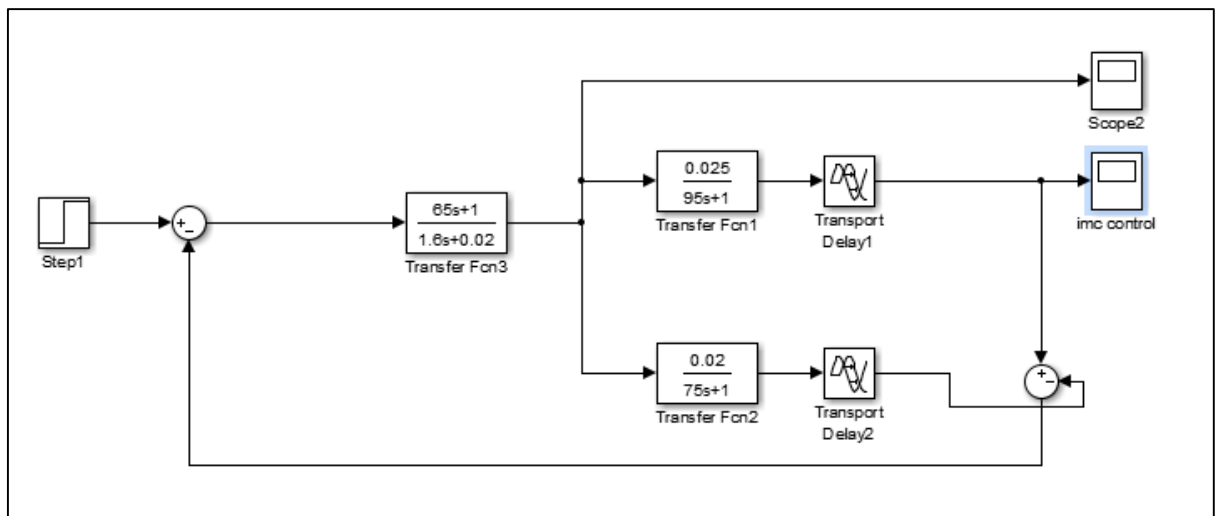 Scope2
0.025
95s+1
Transfer Fcn1
Transport
Delay1
imc control
Step1
+
-
65s+1
1.6s+0.02
Transfer Fcn3
0.02
75s+1
Transfer Fcn2
Transport
Delay2
+
-